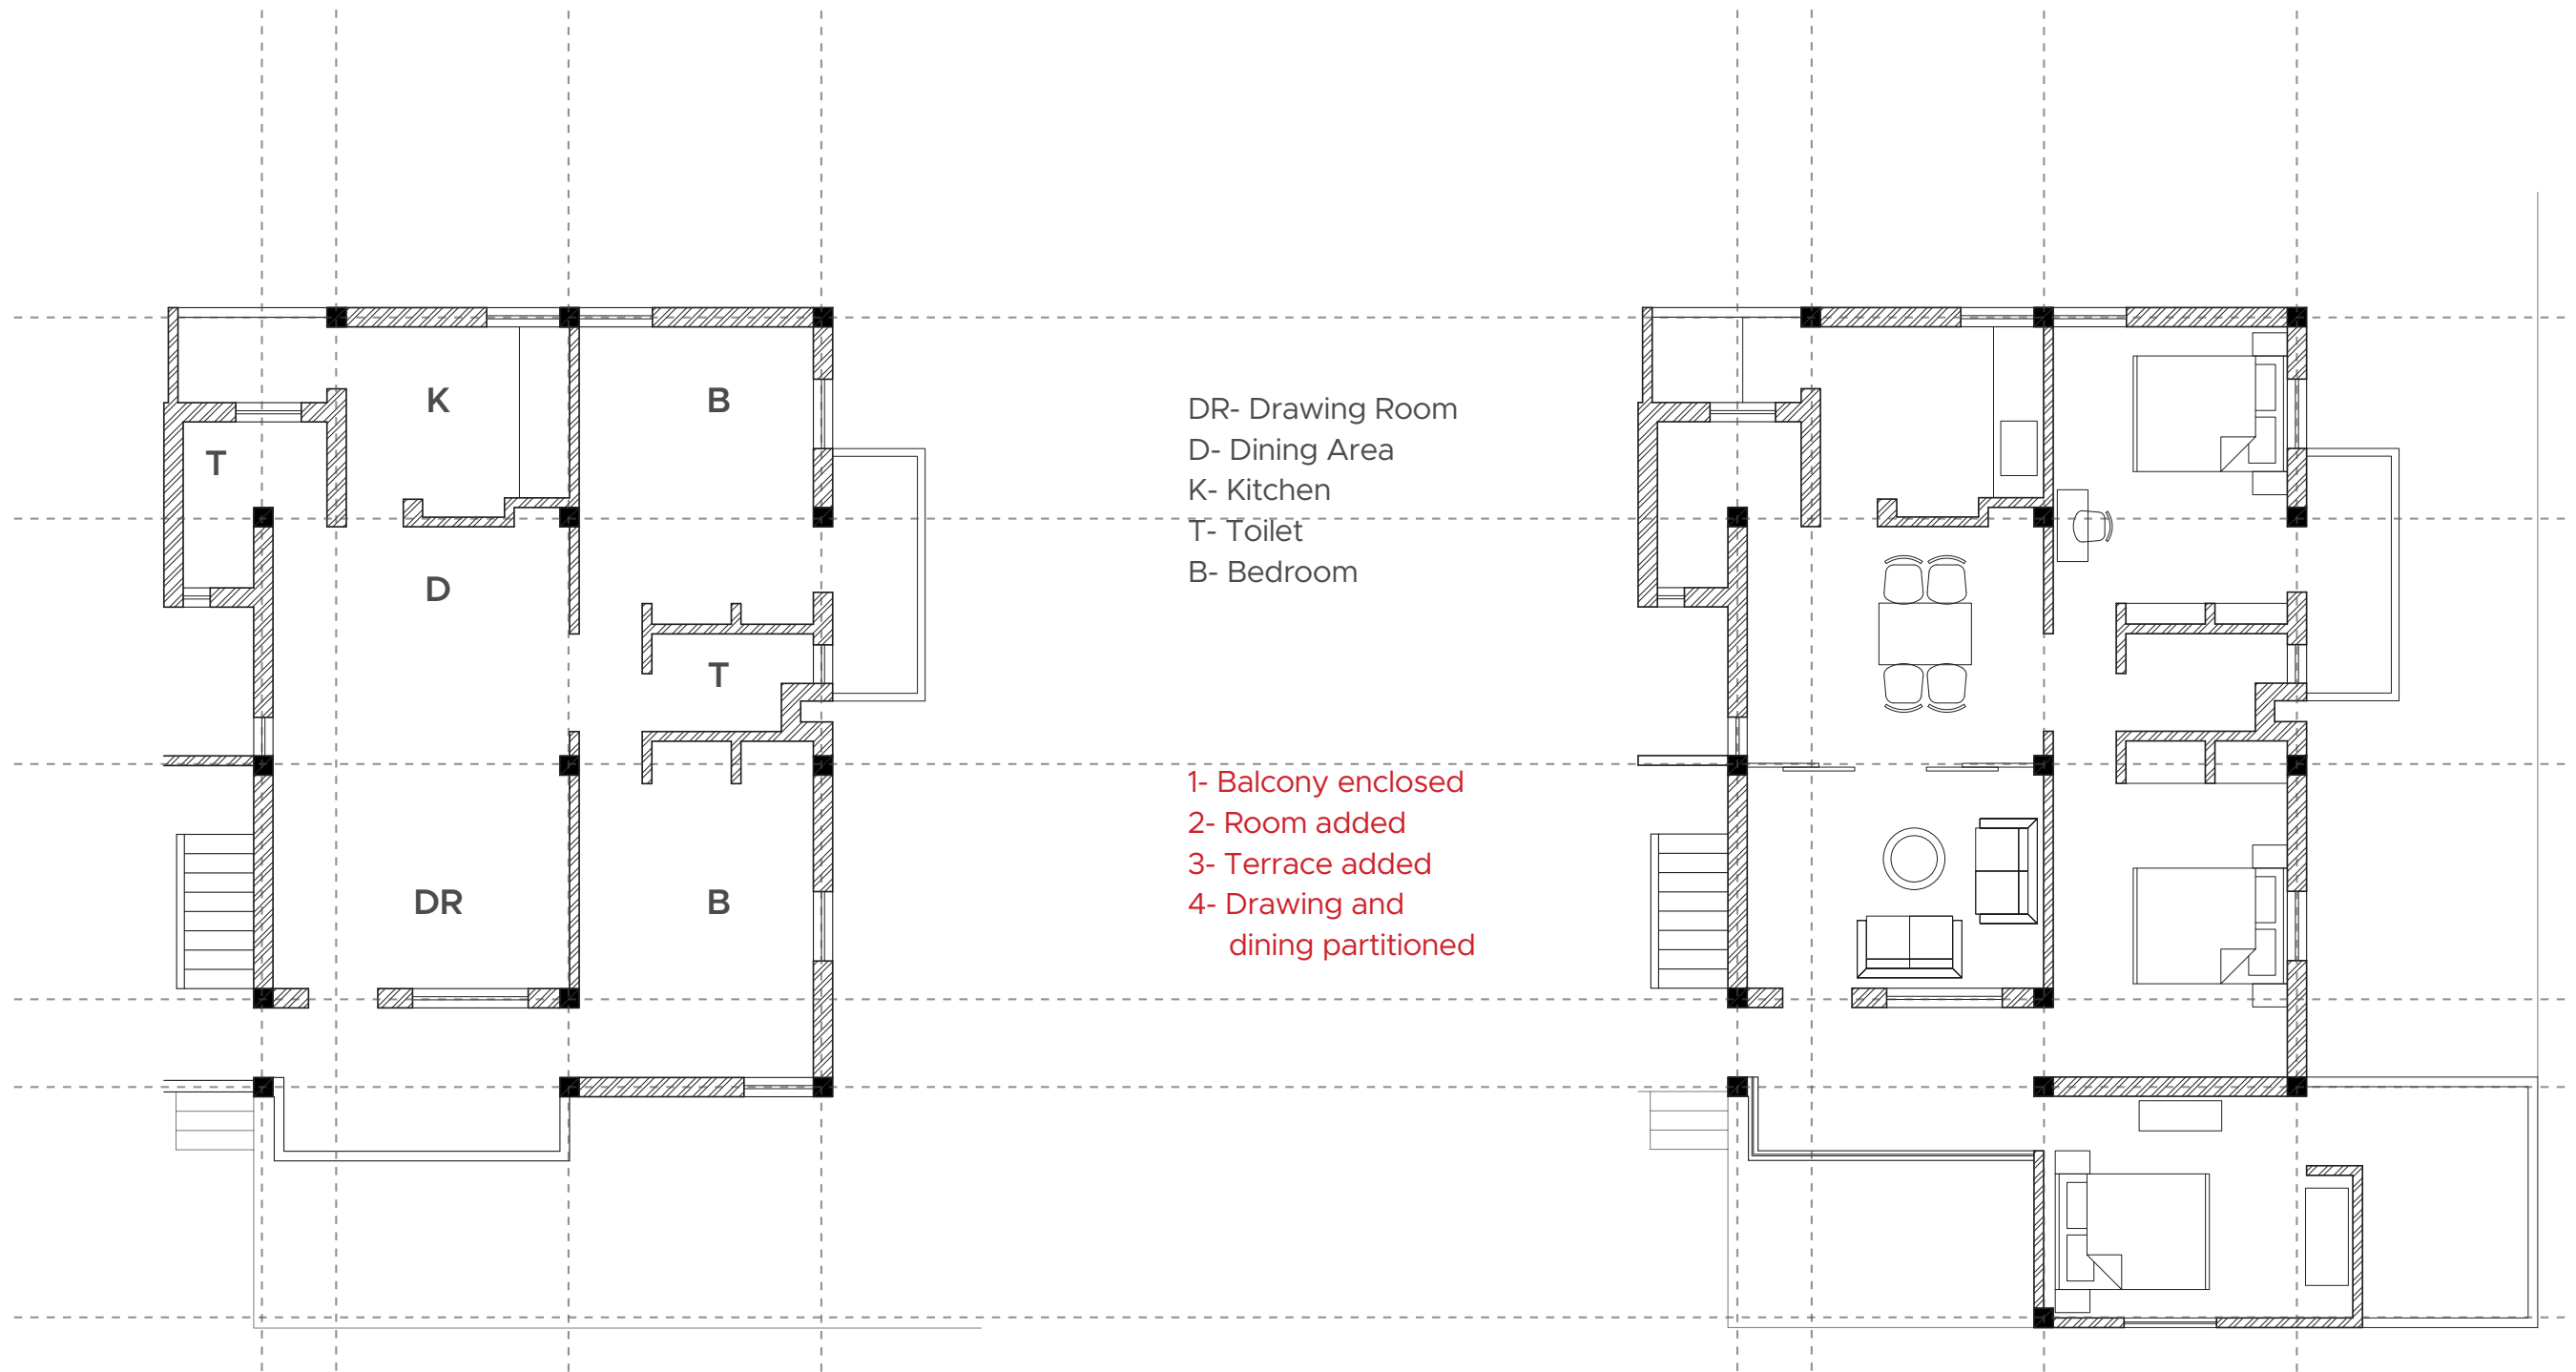 K
B
T
D
T
DR
B
DR- Drawing Room
D- Dining Area
K- Kitchen
T- Toilet
B- Bedroom
1- Balcony enclosed
2- Room added
3- Terrace added
4- Drawing and
dining partitioned